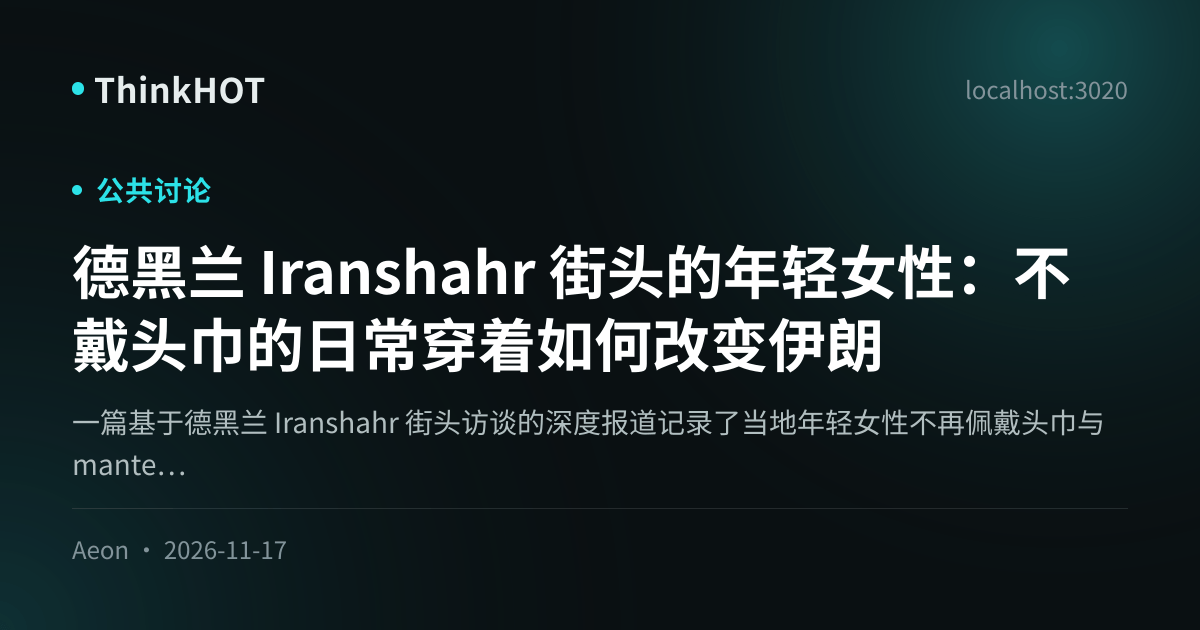 ThinkHOT
localhost:3020
公共讨论
德黑兰 Iranshahr 街头的年轻女性：不
戴头巾的日常穿着如何改变伊朗
一篇基于德黑兰 Iranshahr 街头访谈的深度报道记录了当地年轻女性不再佩戴头巾与
mante…
Aeon • 2026-11-17